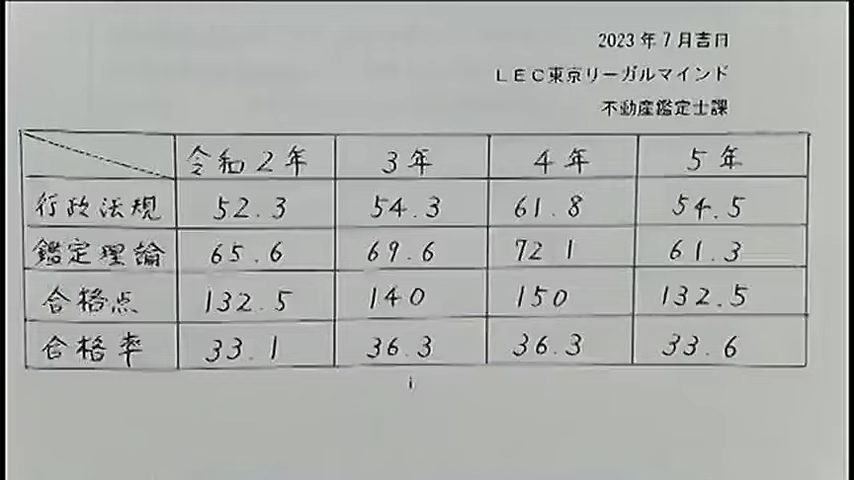 2023年7月吉日
LEC東京リーガルマインド
不動産鑑定士課
令和2年 3年 4年 5年
行政法規 52.3 54.3 61.8 54.5
鑑定理論 65.6 69.6 72 1 61.3
合格点 132.5 140 150 132.5
合格率 33.1 36.3 36.3 33.6
i